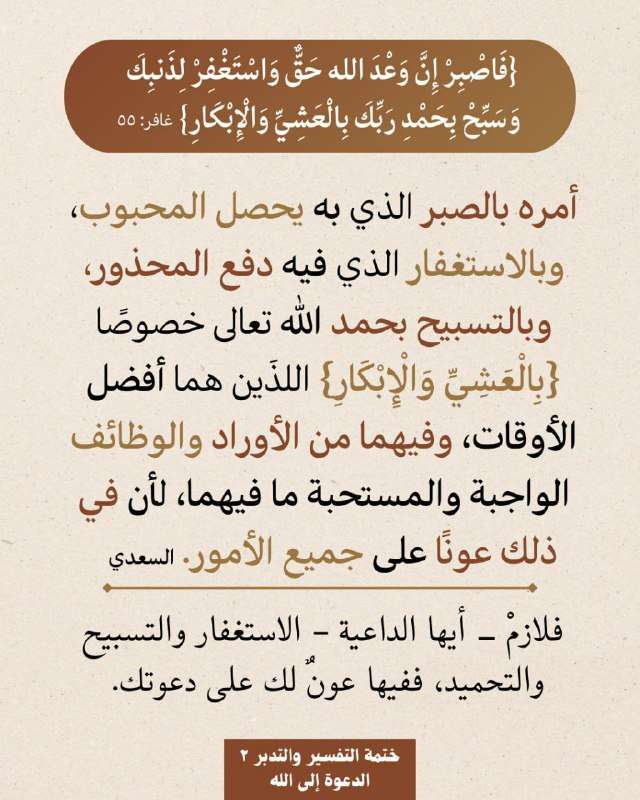 {فَاصْبِرْ إِنَّ وَعْدَ الله حَقٌّ وَاسْتَغْفِرْ لِذَنبِكَ
وَسَبِّحْ بِحَمْدِ رَبِّكَ بِالْعَشِيِّ وَالْإِبْكَارِ} غافر: ٥٥
أمره بالصبر الذي به يحصل المحبوب،
وبالاستغفار الذي فيه دفع المحذور،
وبالتسبيح بحمد الله تعالى خصوصًا
{بِالْعَشِيِّ وَالْإِبْكَارِ} اللذَين هما أفضل
الأوقات، وفيهما من الأوراد والوظائف
الواجبة والمستحبة ما فيهما، لأن في
ذلك عونًا على جميع الأمور. السعدي
فلازمْ – أيها الداعية – الاستغفار والتسبيح
والتحميد، ففيها عونٌ لك على دعوتك.
ختمة التفسير والتدبر ٢
الدعوة إلى الله